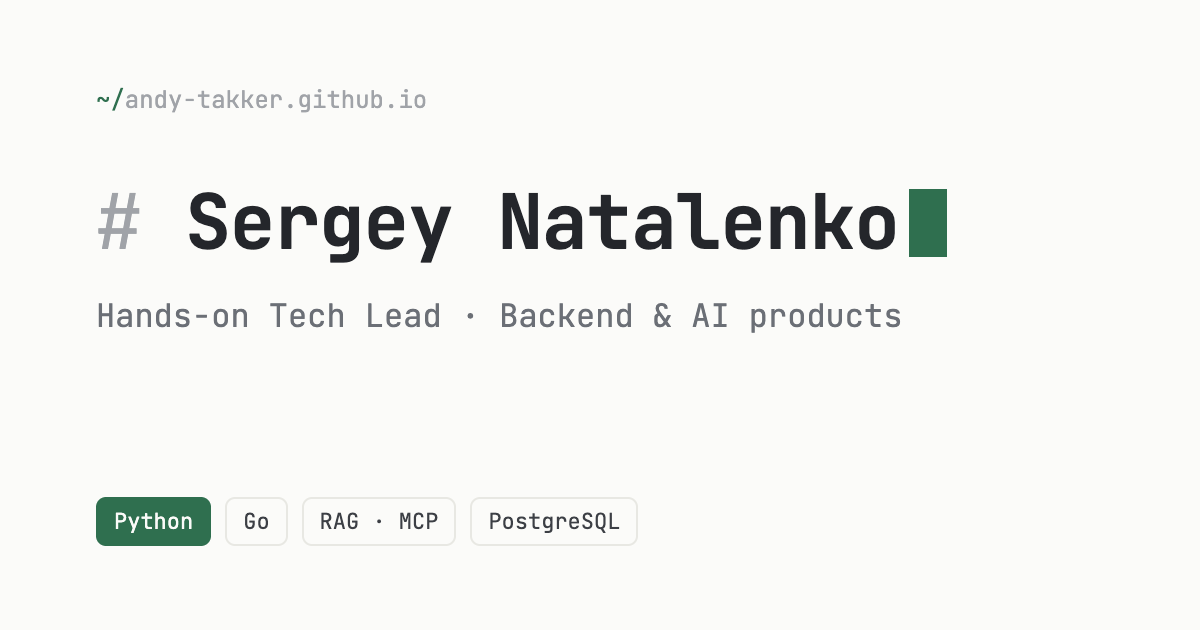 ~/andy-takker.github.io
# Sergey Natalenko
Hands-on Tech Lead · Backend & AI products
Python Go RAG · MCP PostgreSQL